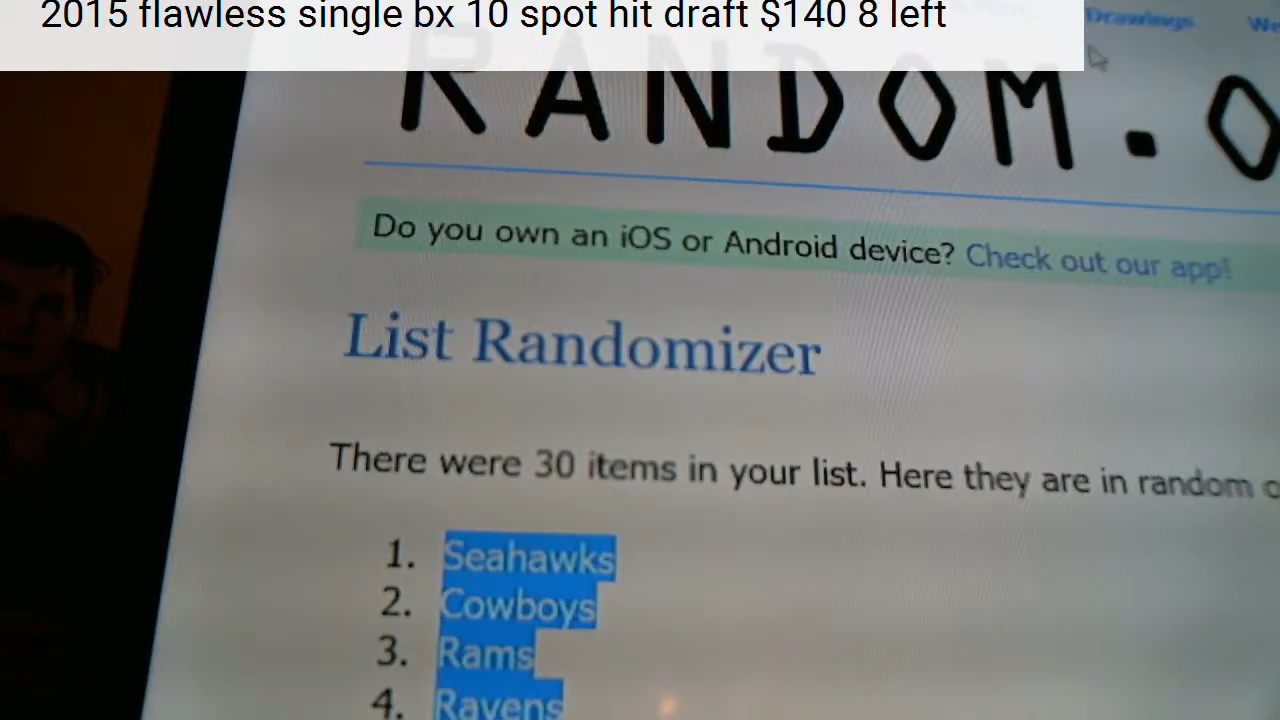 2015 flawless single bx 10 spot hit draft $140 8 left
Drawings We
RANDOM.O
Do you own an iOS or Android device? Check out our app!
List Randomizer
There were 30 items in your list. Here they are in random o
1. Seahawks
2. Cowboys
3. Rams
4. Ravens